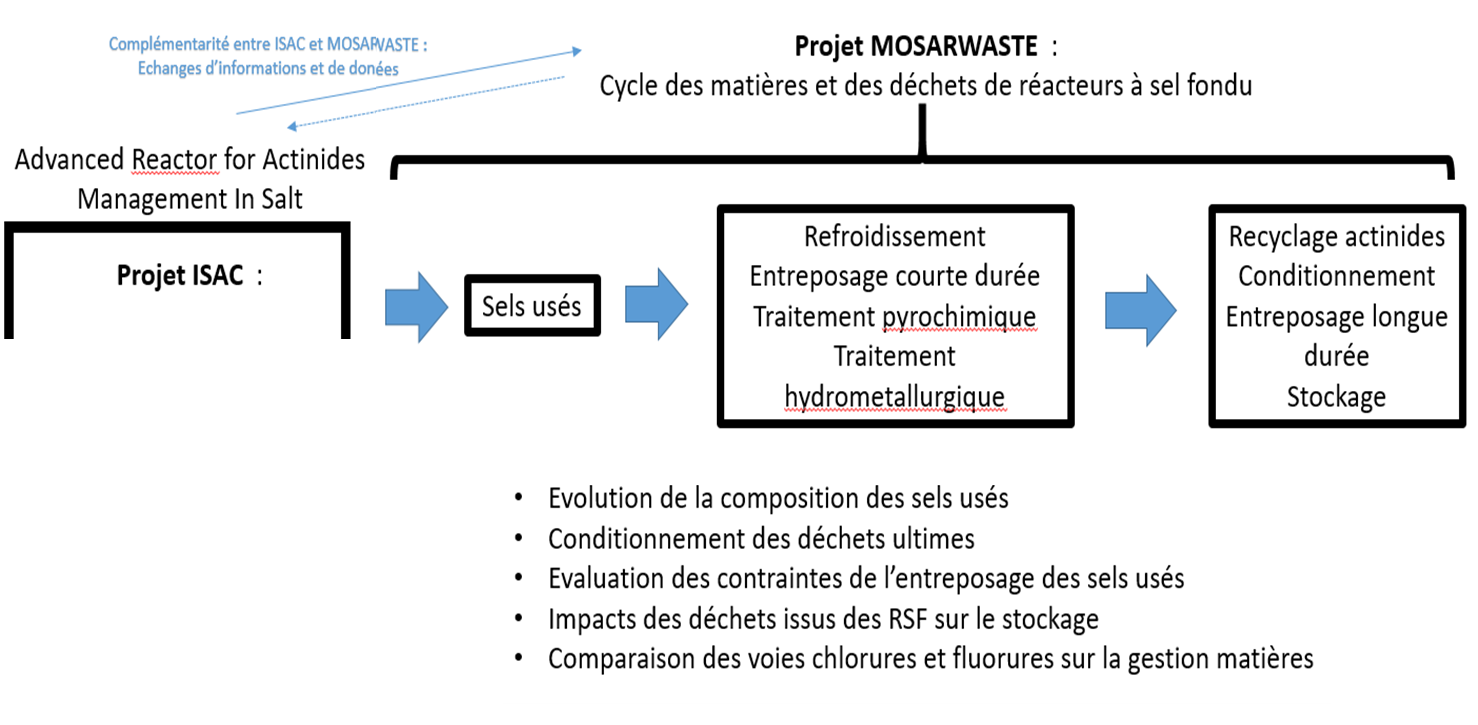 Complémentarité entre ISAC et MOSARWASTE :
Echanges d'informations et de donées
Projet MOSARWASTE :
Cycle des matières et des déchets de réacteurs à sel fondu
Advanced Reactor for Actinides
Management In Salt
Projet ISAC :
Sels usés
Refroidissement
Entreposage courte durée
Traitement pyrochimique
Traitement
hydrometallurgique
Recyclage actinides
Conditionnement
Entreposage longue
durée
Stockage
• Evolution de la composition des sels usés
• Conditionnement des déchets ultimes
• Evaluation des contraintes de l'entreposage des sels usés
• Impacts des déchets issus des RSF sur le stockage
• Comparaison des voies chlorures et fluorures sur la gestion matières